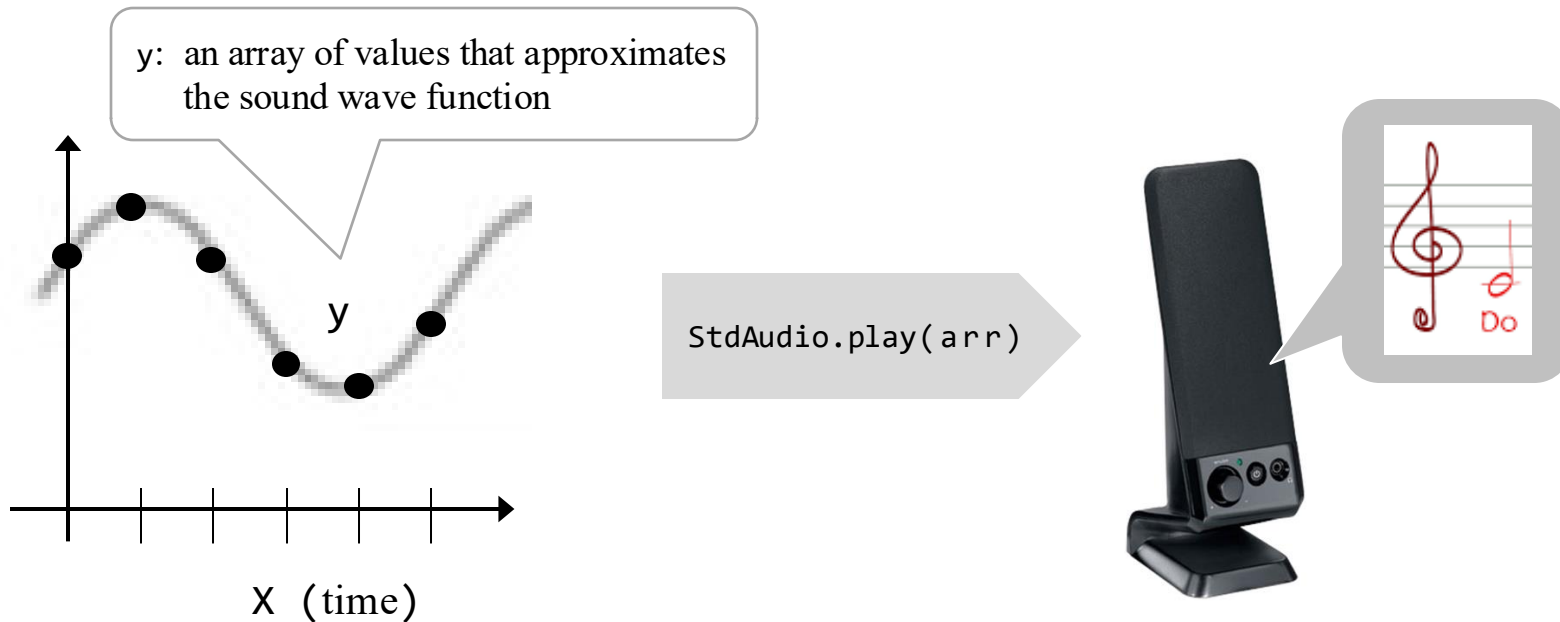 y: an array of values that approximates
the sound wave function
y
StdAudio.play(arr)
Do
X (time)